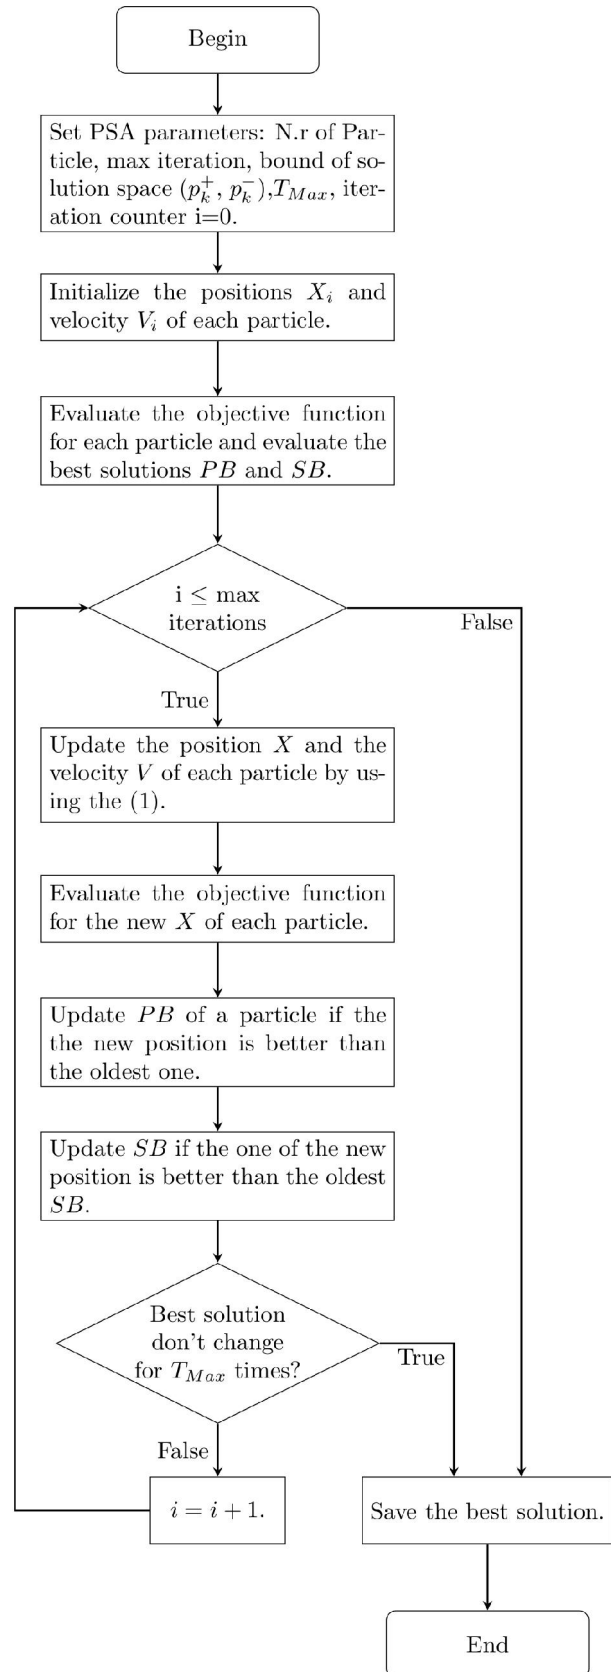 Begin
Set PSA parameters: N.r of Par-
ticle, max iteration, bound of so-
lution space (p_k^+, p_k^-),T_{Max}, iter-
ation counter i=0.
Initialize the positions X_i and
velocity V_i of each particle.
Evaluate the objective function
for each particle and evaluate the
best solutions PB and SB.
i ≤ max
iterations
False
True
Update the position X and the
velocity V of each particle by us-
ing the (1).
Evaluate the objective function
for the new X of each particle.
Update PB of a particle if the
the new position is better than
the oldest one.
Update SB if the one of the new
position is better than the oldest
SB.
Best solution
don't change
for T_{Max} times?
True
False
i = i + 1.
Save the best solution.
End